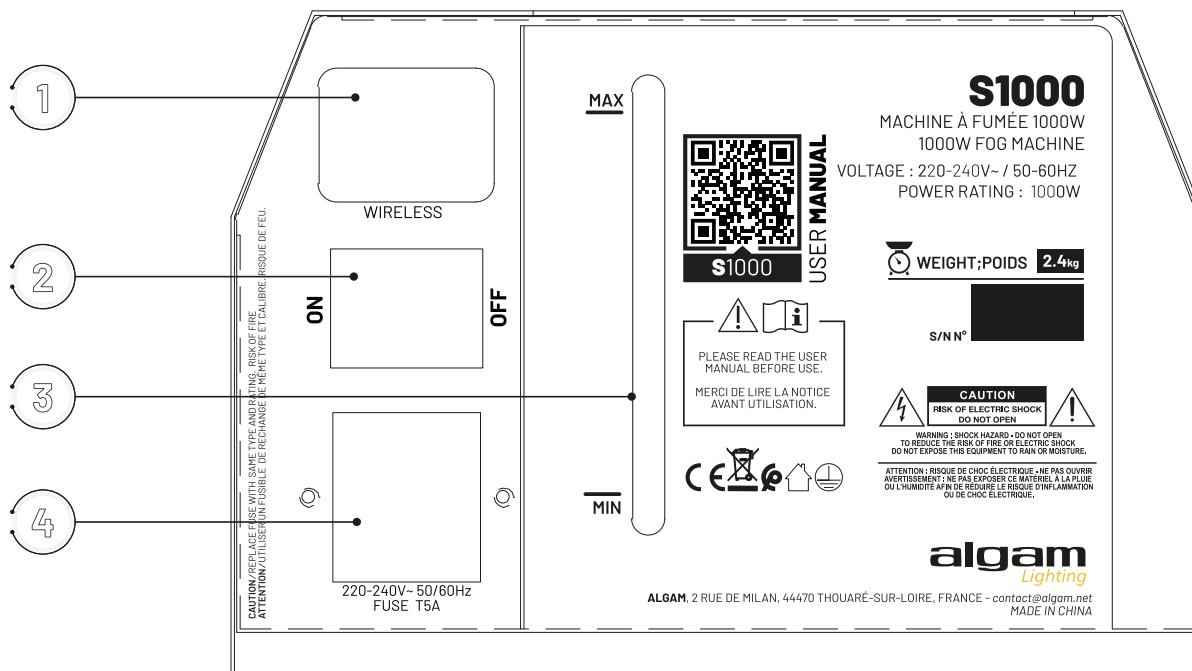 1
WIRELESS
2
ON
OFF
3
4
CAUTION/REPLACE FUSE WITH SAME TYPE AND RATING. RISK OF FIRE
ATTENTION/UTILISER UN FUSIBLE DE RECHANGE DE MÊME TYPE ET CALIBRE. RISQUE DE FEU.
220-240V~ 50/60Hz
FUSE T5A
MAX
MIN
S1000
USER MANUAL
PLEASE READ THE USER
MANUAL BEFORE USE.
MERCI DE LIRE LA NOTICE
AVANT UTILISATION.
S1000
MACHINE À FUMÉE 1000W
1000W FOG MACHINE
VOLTAGE : 220-240V~ / 50-60HZ
POWER RATING : 1000W
WEIGHT;POIDS 2.4kg
S/N N°
CAUTION
RISK OF ELECTRIC SHOCK
DO NOT OPEN
WARNING ; SHOCK HAZARD • DO NOT OPEN
TO REDUCE THE RISK OF FIRE OR ELECTRIC SHOCK
DO NOT EXPOSE THIS EQUIPMENT TO RAIN OR MOISTURE.
ATTENTION : RISQUE DE CHOC ÉLECTRIQUE • NE PAS OUVRIR
AVERTISSEMENT : NE PAS EXPOSER CE MATÉRIEL À LA PLUIE
OU L'HUMIDITÉ AFIN DE RÉDUIRE LE RISQUE D'INFLAMMATION
OU DE CHOC ÉLECTRIQUE.
CE
algam
Lighting
ALGAM, 2 RUE DE MILAN, 44470 THOUARÉ-SUR-LOIRE, FRANCE - contact@algam.net
MADE IN CHINA